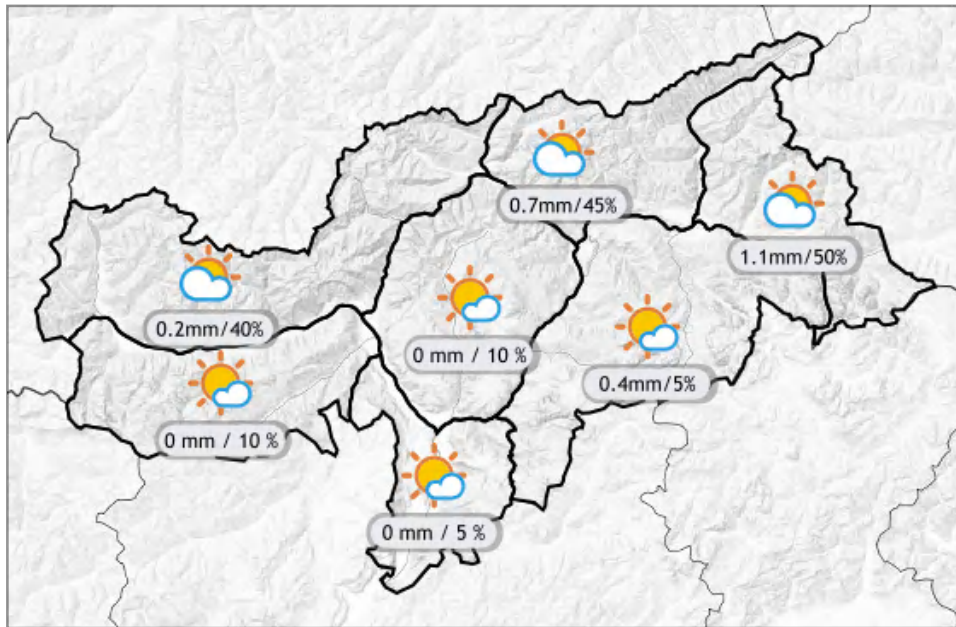 0.7mm/45%
1.1mm/50%
0.2mm/40%
0 mm / 10 %
0.4mm/5%
0 mm / 10 %
0 mm / 5 %